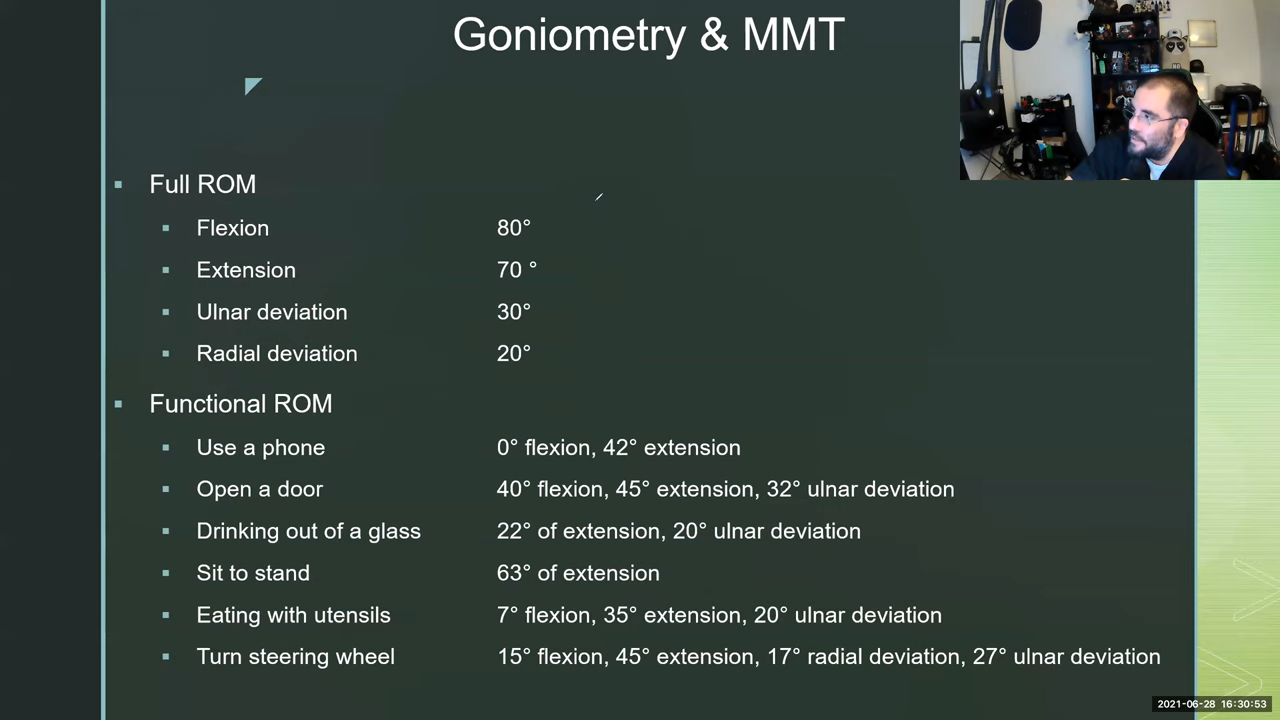 Goniometry & MMT
Full ROM
Flexion 80°
Extension 70 °
Ulnar deviation 30°
Radial deviation 20°
Functional ROM
Use a phone 0° flexion, 42° extension
Open a door 40° flexion, 45° extension, 32° ulnar deviation
Drinking out of a glass 22° of extension, 20° ulnar deviation
Sit to stand 63° of extension
Eating with utensils 7° flexion, 35° extension, 20° ulnar deviation
Turn steering wheel 15° flexion, 45° extension, 17° radial deviation, 27° ulnar deviation
2021-06-28 16:30:53